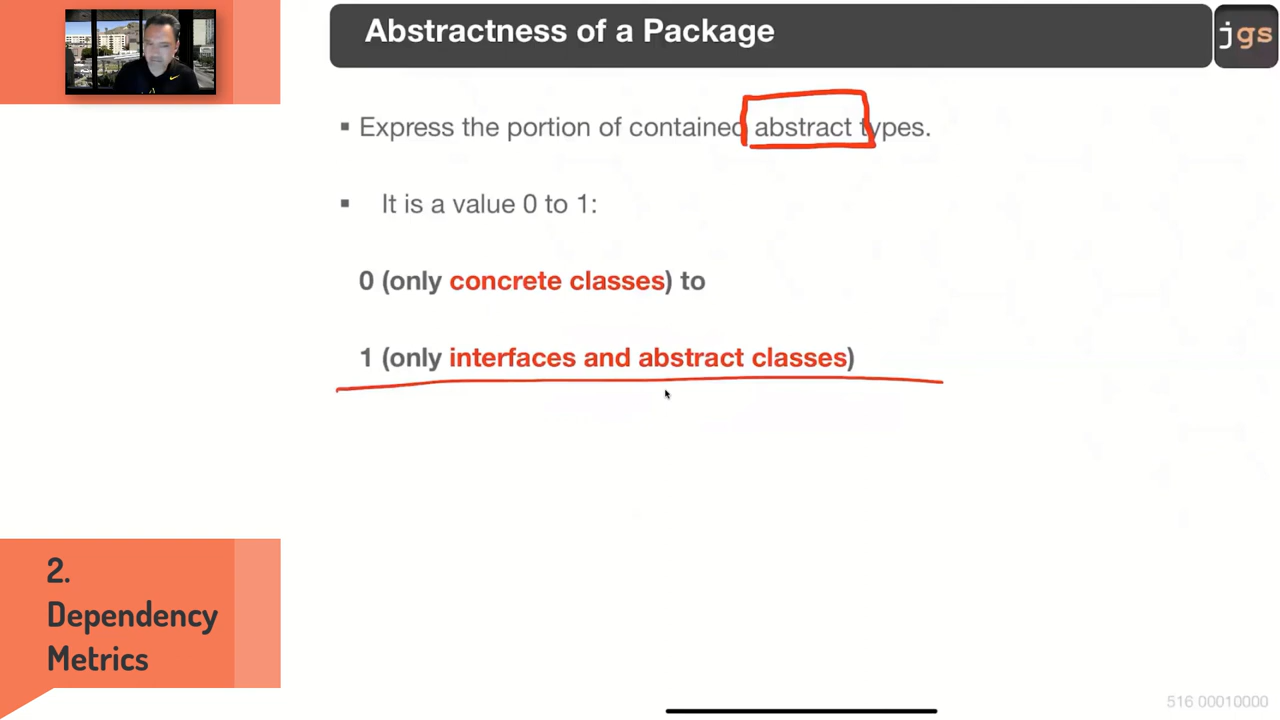 Abstractness of a Package
jgs
▪ Express the portion of contained abstract types.
▪ It is a value 0 to 1:
0 (only concrete classes) to
1 (only interfaces and abstract classes)
2.
Dependency
Metrics
516 00010000